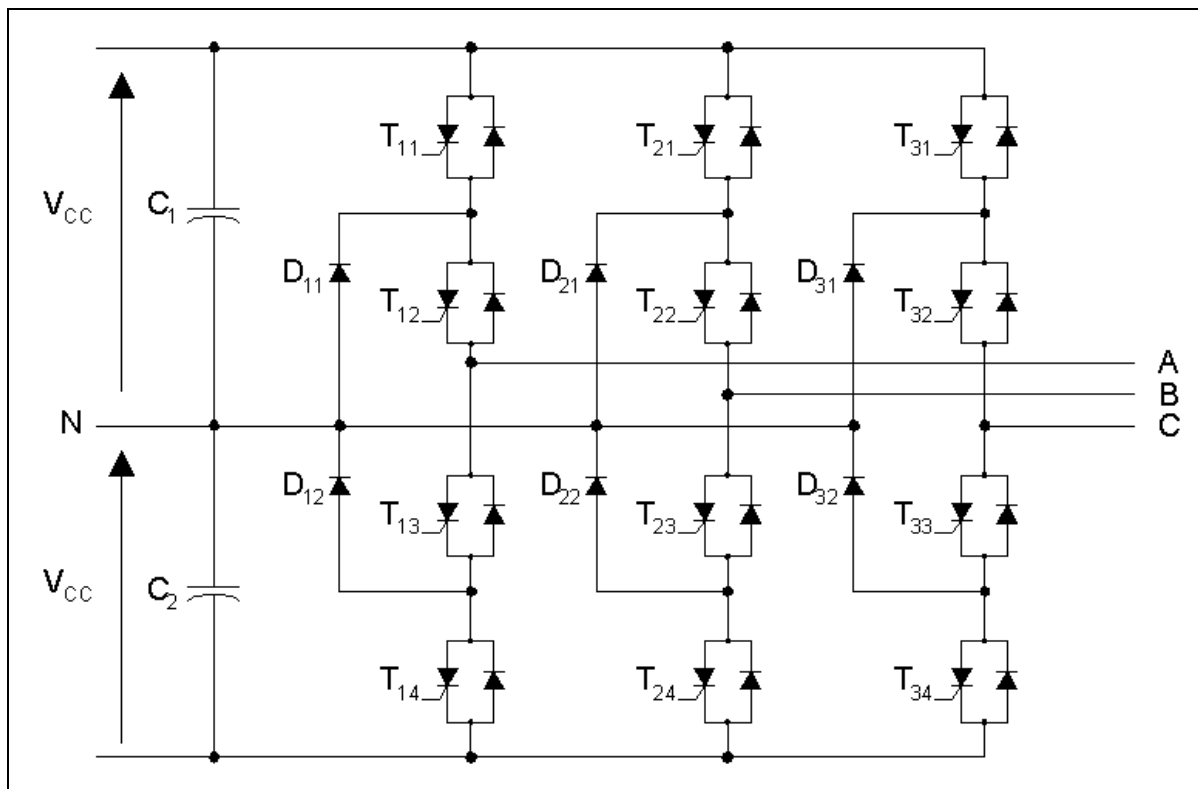 T11 T21 T31
VCC C1
D11 D21 D31
T12 T22 T32
A
B
N C
D12 D22 D32
T13 T23 T33
VCC C2
T14 T24 T34